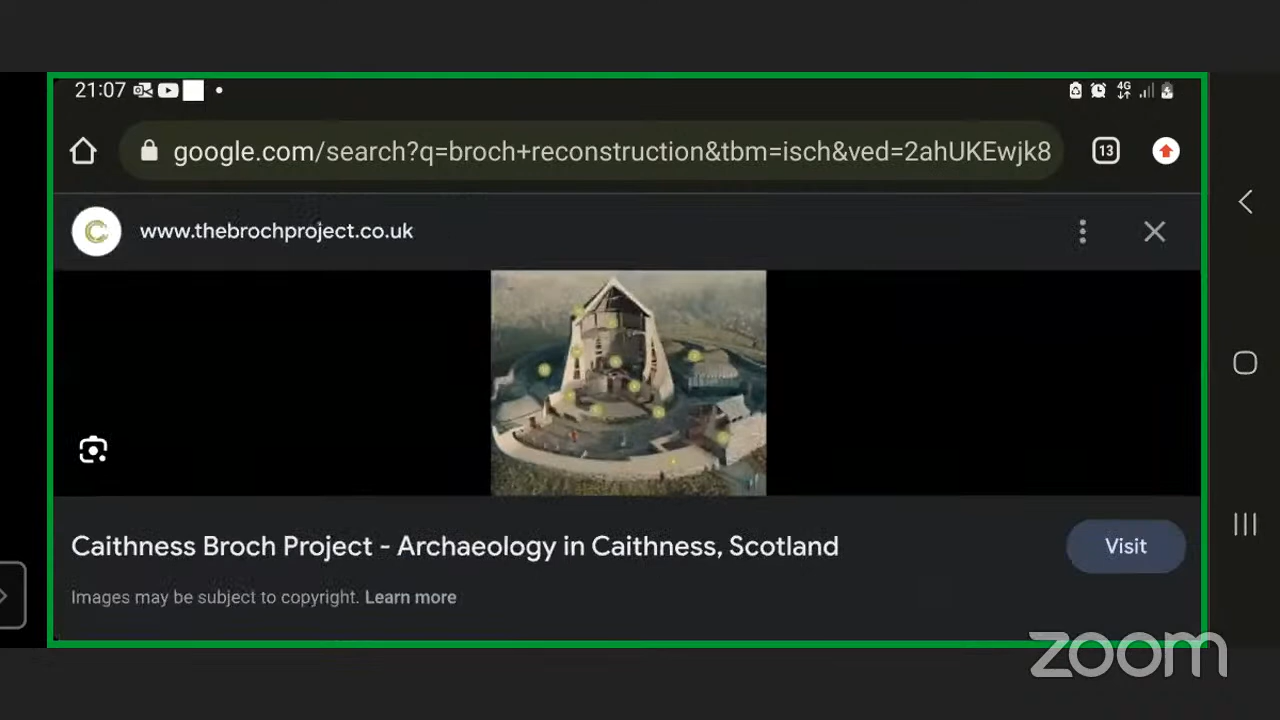 21:07
4G
google.com/search?q=broch+reconstruction&tbm=isch&ved=2ahUKEwjk8
13
www.thebrochproject.co.uk
Caithness Broch Project - Archaeology in Caithness, Scotland
Visit
Images may be subject to copyright. Learn more
zoom